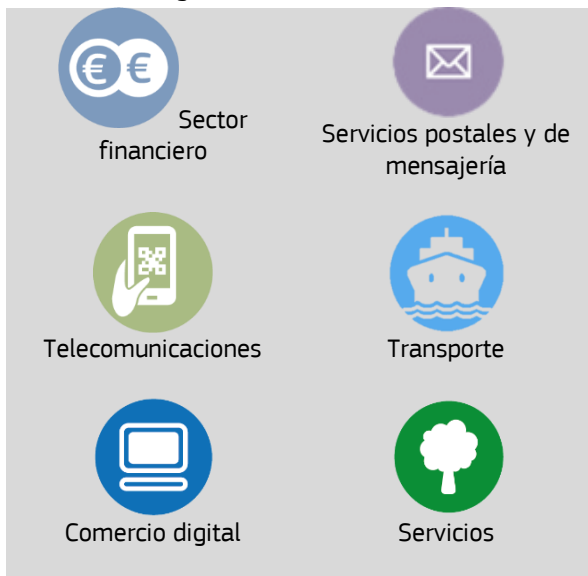 € €
Sector
financiero
Servicios postales y de
mensajería
Telecomunicaciones
Transporte
Comercio digital
Servicios